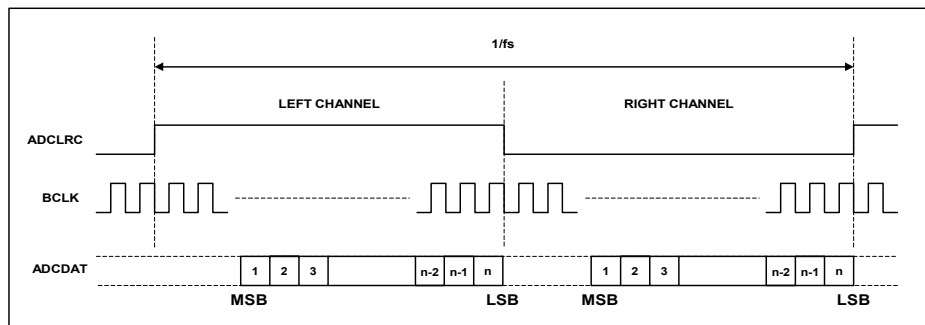 1/fs
LEFT CHANNEL RIGHT CHANNEL
ADCLRC
BCLK
ADCDAT 1 2 3 n-2 n-1 n 1 2 3 n-2 n-1 n
MSB LSB MSB LSB